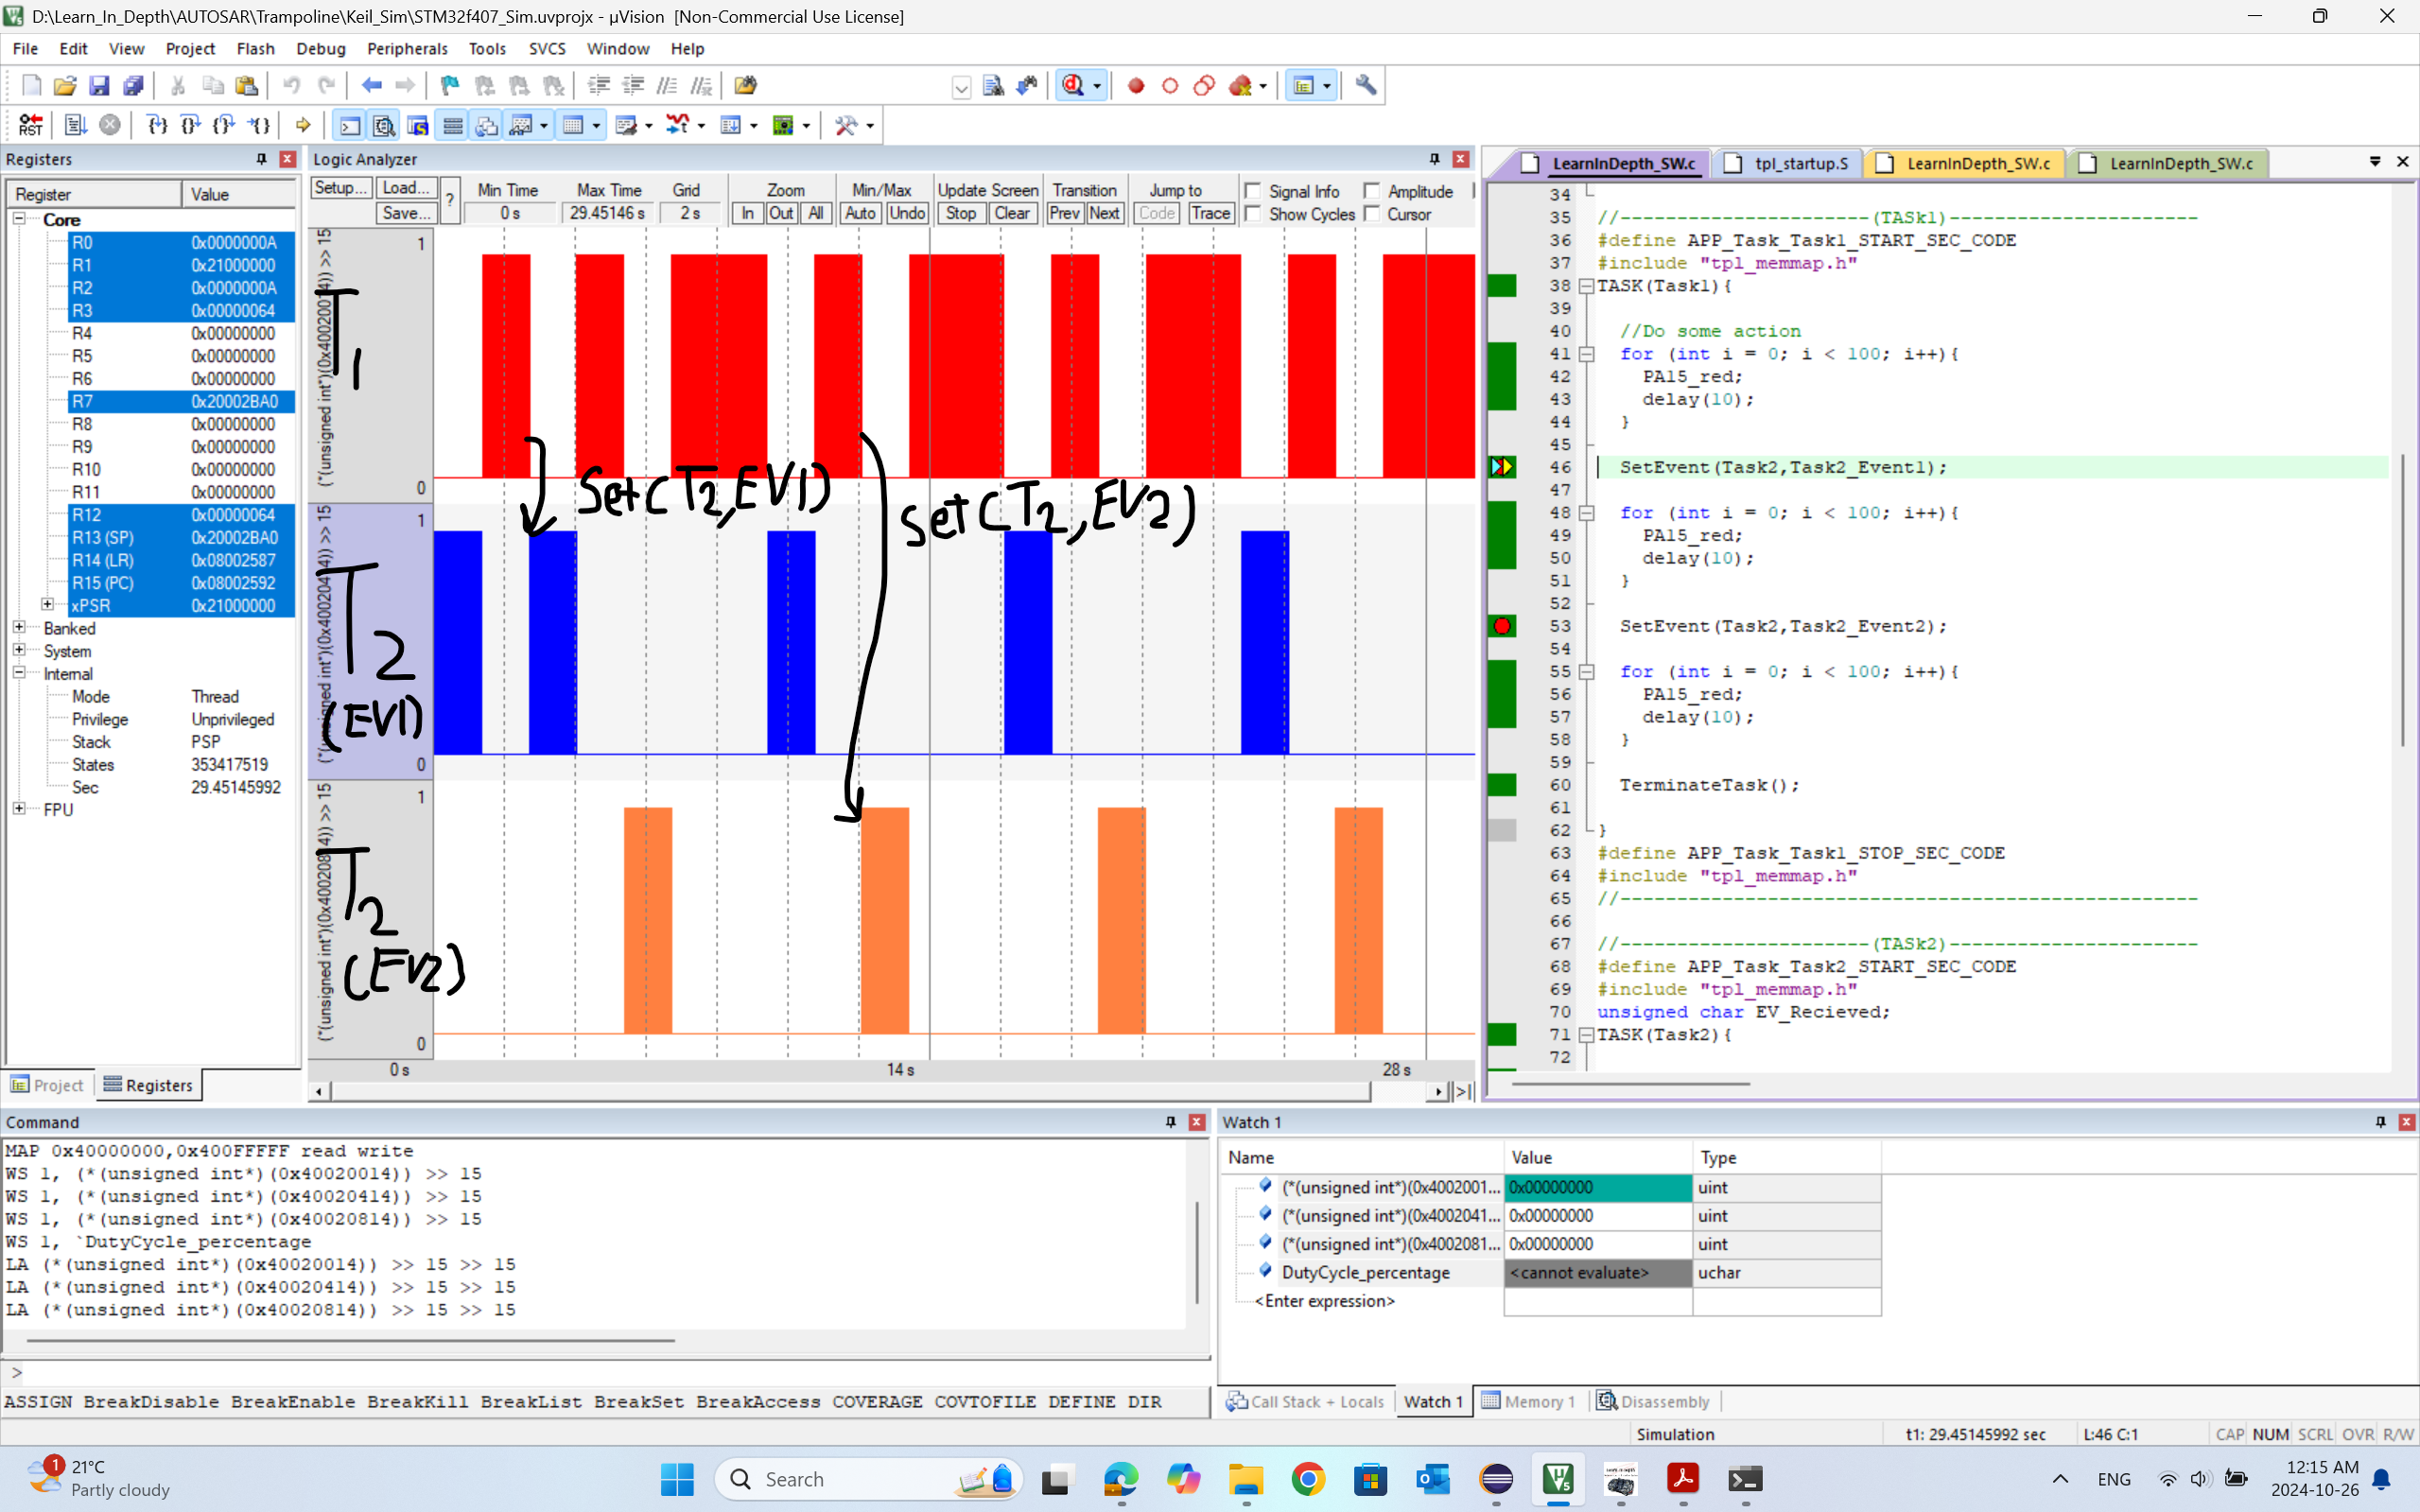 D:\Learn_In_Depth\AUTOSAR\Trampoline\Keil_Sim\STM32f407_Sim.uvprojx - µVision [Non-Commercial Use License]
File Edit View Project Flash Debug Peripherals Tools SVCS Window Help
RST
Registers
Register Value
Core
R0 0x0000000A
R1 0x21000000
R2 0x0000000A
R3 0x00000064
R4 0x00000000
R5 0x00000000
R6 0x00000000
R7 0x20002BA0
R8 0x00000000
R9 0x00000000
R10 0x00000000
R11 0x00000000
R12 0x00000064
R13 (SP) 0x20002BA0
R14 (LR) 0x08002587
R15 (PC) 0x08002592
xPSR 0x21000000
Banked
System
Internal
Mode Thread
Privilege Unprivileged
Stack PSP
States 353417519
Sec 29.45145992
FPU
Project Registers
Logic Analyzer
Setup... Load... ? Min Time Max Time Grid Zoom Min/Max Update Screen Transition Jump to Signal Info Amplitude
Save... 0 s 29.45146 s 2 s In Out All Auto Undo Stop Clear Prev Next Code Trace Show Cycles Cursor
1
T1
0
Set(T2,EV1)
Set(T2,EV2)
1
T2
(EV1)
0
1
T2
(EV2)
0
0 s 14 s 28 s
LearnInDepth_SW.c tpl_startup.S LearnInDepth_SW.c LearnInDepth_SW.c
34
35 //----------------------(TASk1)----------------------
36 #define APP_Task_Task1_START_SEC_CODE
37 #include "tpl_memmap.h"
38 TASK(Task1){
39
40 //Do some action
41 for (int i = 0; i < 100; i++){
42 PA15_red;
43 delay(10);
44 }
45
46 SetEvent(Task2,Task2_Event1);
47
48 for (int i = 0; i < 100; i++){
49 PA15_red;
50 delay(10);
51 }
52
53 SetEvent(Task2,Task2_Event2);
54
55 for (int i = 0; i < 100; i++){
56 PA15_red;
57 delay(10);
58 }
59
60 TerminateTask();
61
62 }
63 #define APP_Task_Task1_STOP_SEC_CODE
64 #include "tpl_memmap.h"
65 //---------------------------------------------------
66
67 //----------------------(TASk2)----------------------
68 #define APP_Task_Task2_START_SEC_CODE
69 #include "tpl_memmap.h"
70 unsigned char EV_Recieved;
71 TASK(Task2){
72
Command
MAP 0x40000000,0x400FFFFF read write
WS 1, (*(unsigned int*)(0x40020014)) >> 15
WS 1, (*(unsigned int*)(0x40020414)) >> 15
WS 1, (*(unsigned int*)(0x40020814)) >> 15
WS 1, `DutyCycle_percentage
LA (*(unsigned int*)(0x40020014)) >> 15 >> 15
LA (*(unsigned int*)(0x40020414)) >> 15 >> 15
LA (*(unsigned int*)(0x40020814)) >> 15 >> 15
>
ASSIGN BreakDisable BreakEnable BreakKill BreakList BreakSet BreakAccess COVERAGE COVTOFILE DEFINE DIR
Watch 1
Name Value Type
(*(unsigned int*)(0x4002001... 0x00000000 uint
(*(unsigned int*)(0x4002041... 0x00000000 uint
(*(unsigned int*)(0x4002081... 0x00000000 uint
DutyCycle_percentage <cannot evaluate> uchar
<Enter expression>
Call Stack + Locals Watch 1 Memory 1 Disassembly
Simulation t1: 29.45145992 sec L:46 C:1 CAP NUM SCRL OVR R/W
1
21°C
Partly cloudy
Search
ENG
12:15 AM
2024-10-26